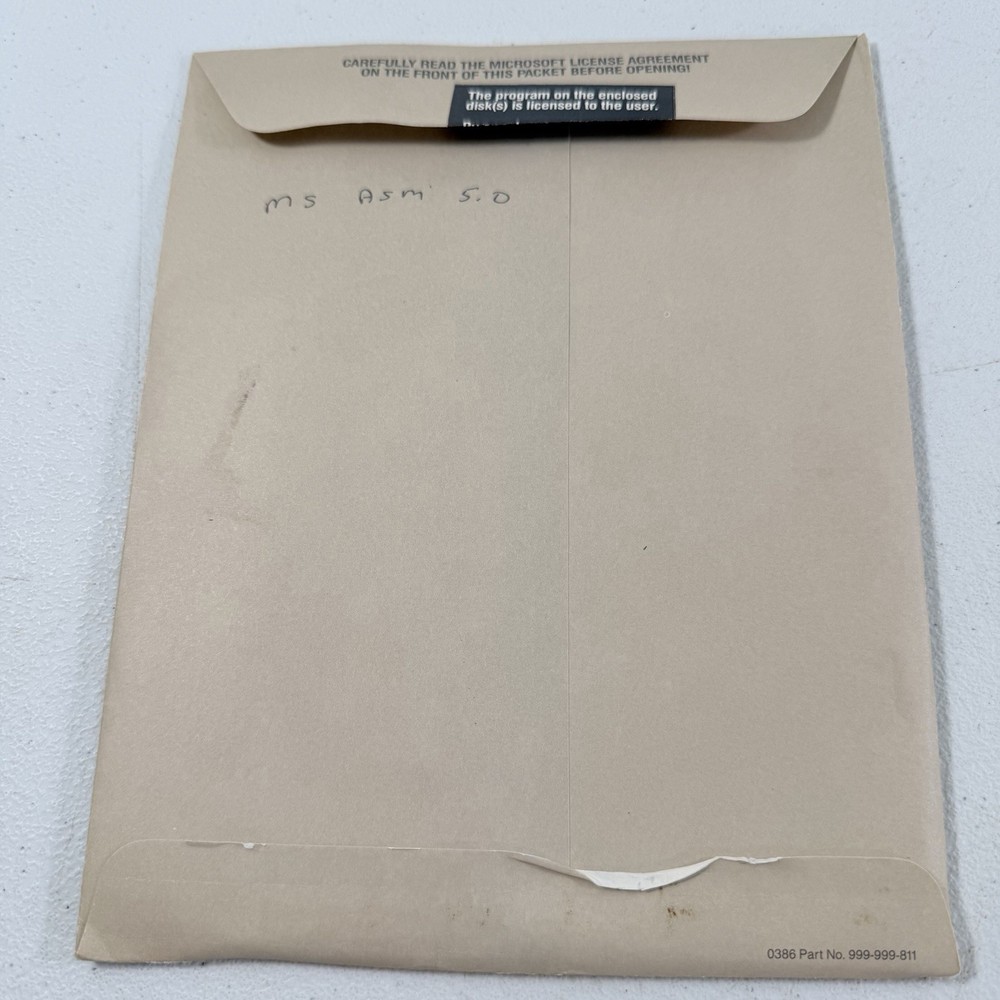 CAREFULLY READ THE MICROSOFT LICENSE AGREEMENT
ON THE FRONT OF THIS PACKET BEFORE OPENING!
The program on the enclosed
disk(s) is licensed to the user.
MS ASM 5.0
0386 Part No. 999-999-811